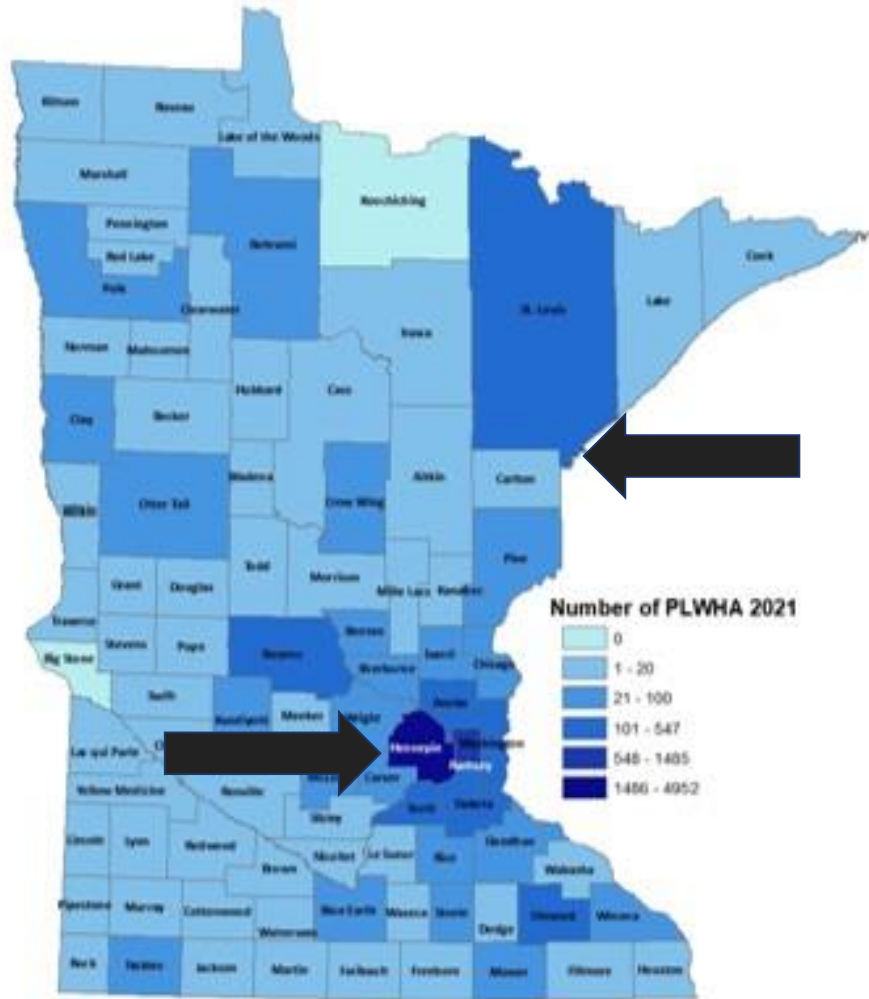 Kittson
Roseau
Lake of the Woods
Marshall
Koochiching
Pennington
Beltrami
Red Lake
Polk
Cook
Clearwater
St. Louis
Lake
Itasca
Norman
Mahnomen
Hubbard
Cass
Clay
Becker
Aitkin
Wadena
Carlton
Wilkin
Otter Tail
Crow Wing
Pine
Todd
Grant
Douglas
Morrison
Mille Lacs
Kanabec
Number of PLWHA 2021
Traverse
0
Stevens
Pope
Stearns
Benton
Big Stone
Sherburne
Isanti
Chisago
1 - 20
Swift
21 - 100
Kandiyohi
Meeker
Wright
Anoka
101 - 547
Lac qui Parle
Hennepin
Washington
Ramsey
548 - 1485
Carver
1486 - 4952
Yellow Medicine
Renville
Sibley
Scott
Dakota
Lincoln
Lyon
Redwood
Nicollet
Le Sueur
Rice
Goodhue
Brown
Wabasha
Pipestone
Murray
Cottonwood
Blue Earth
Waseca
Steele
Dodge
Olmsted
Winona
Watonwan
Rock
Nobles
Jackson
Martin
Faribault
Freeborn
Mower
Fillmore
Houston